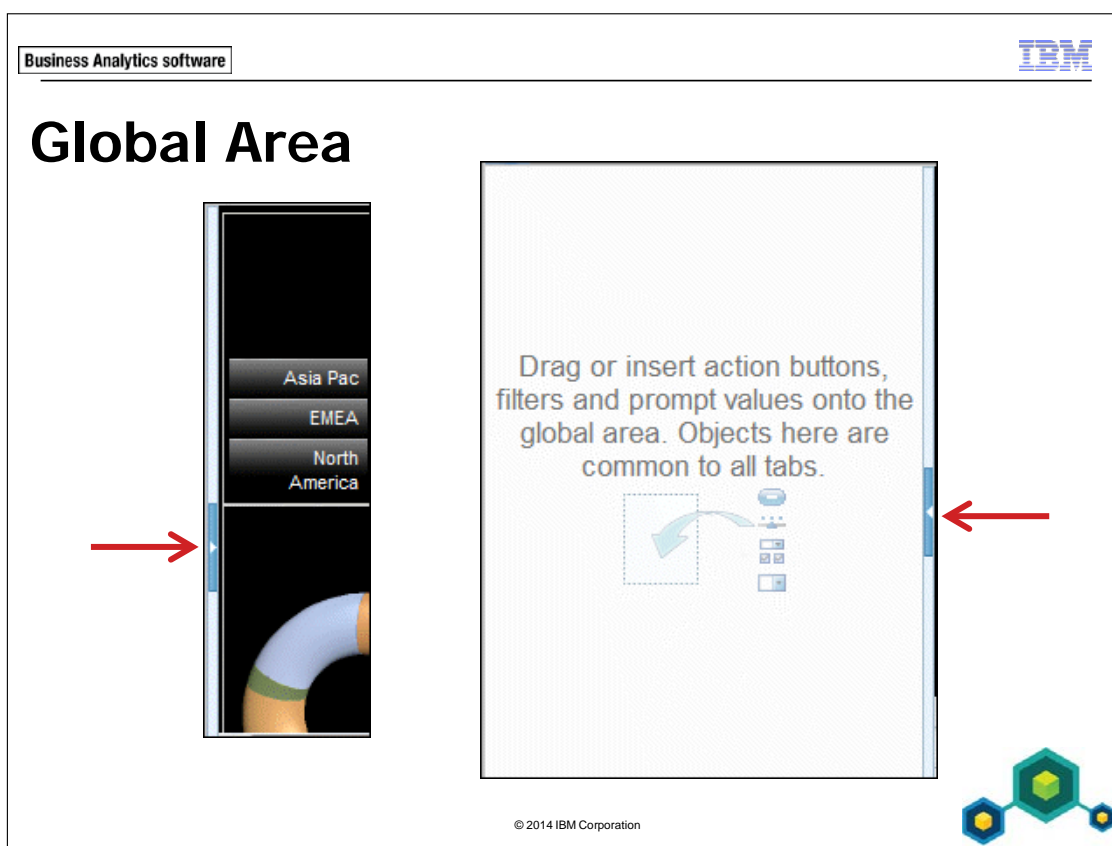 Business Analytics software
IBM
Global Area
Asia Pac
EMEA
North
America
Drag or insert action buttons,
filters and prompt values onto the
global area. Objects here are
common to all tabs.
© 2014 IBM Corporation